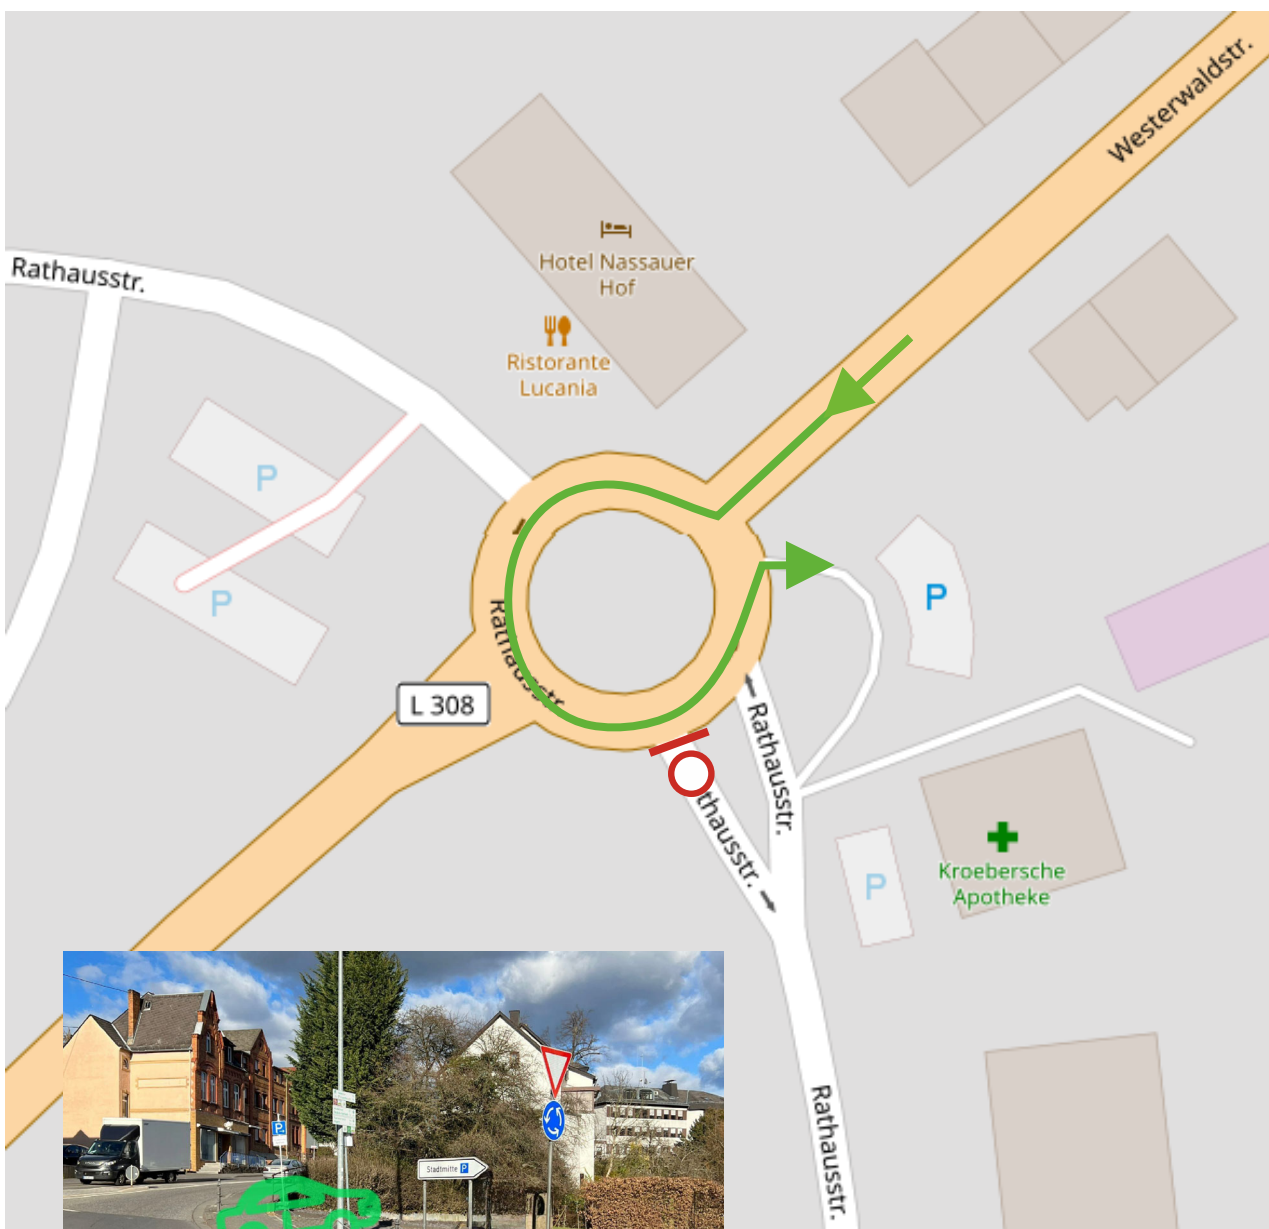 Westerwaldstr.
Rathausstr.
Hotel Nassauer
Hof
Ristorante
Lucania
P
P
P
Rathausstr.
L 308
Rathausstr.
thausstr.
Kroebersche
Apotheke
P
Rathausstr.
P
Stadtmitte P